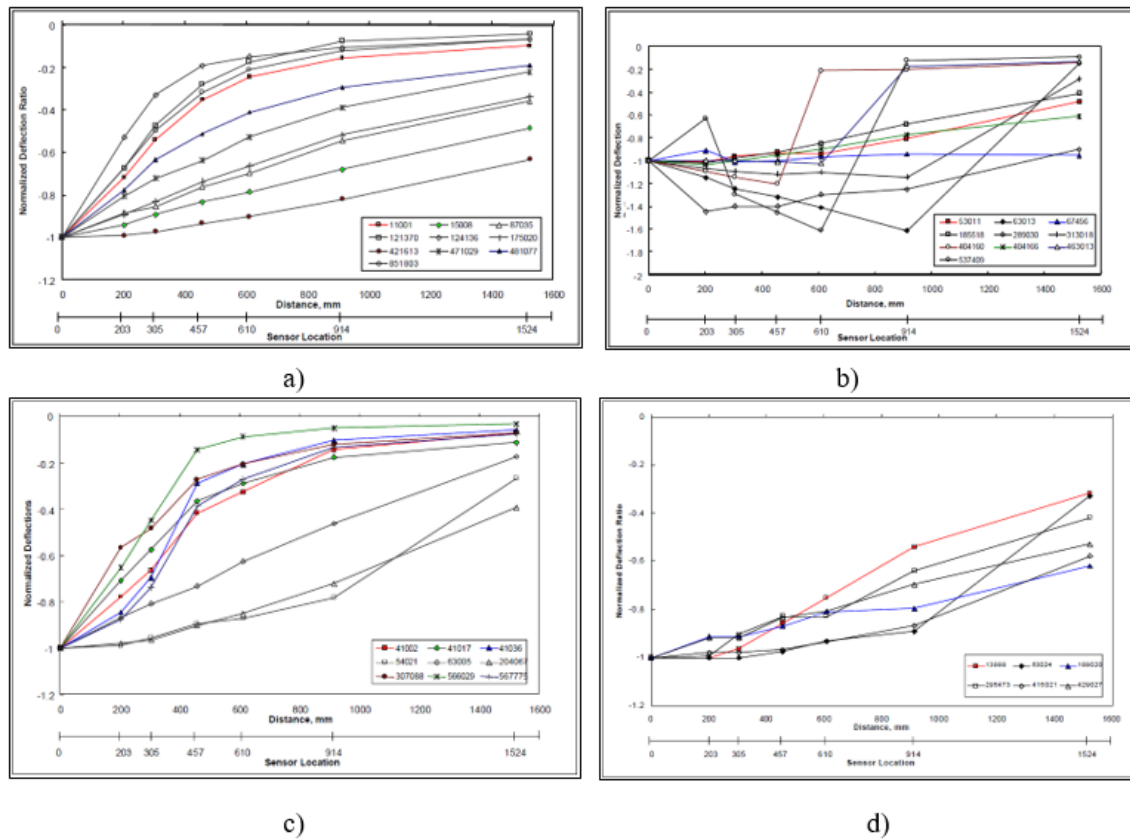 0
-0.2
-0.4
-0.6
-0.8
-1
-1.2
Normalized Deflection Ratio
11001 15008 87035
121370 124136 175020
421613 471029 481077
851803
0 200 400 600 800 1000 1200 1400 1600
Distance, mm
0 203 305 457 610 914 1524
Sensor Location
a)
0
-0.2
-0.4
-0.6
-0.8
-1
-1.2
-1.4
-1.6
-1.8
-2
Normalized Deflection
53011 63013 67456
185518 289030 313018
404160 404166 463013
537409
0 200 400 600 800 1000 1200 1400 1600
Distance, mm
0 203 305 457 610 914 1524
Sensor Location
b)
0
-0.2
-0.4
-0.6
-0.8
-1
-1.2
Normalized Deflections
41002 41017 41036
54021 63005 204067
307088 566029 567775
0 200 400 600 800 1000 1200 1400 1600
Distance, mm
0 203 305 457 610 914 1524
Sensor Location
c)
0
-0.2
-0.4
-0.6
-0.8
-1
-1.2
Normalized Deflection Ratio
0 200 400 600 800 1000 1200 1400 1600
Distance, mm
0 203 305 457 610 914 1524
Sensor Location
d)